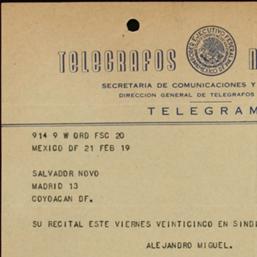 TELEGRAFOS
SECRETARIA DE COMUNICACIONES Y
DIRECCION GENERAL DE TELEGRAFOS
TELEGRAM
914 9 W ORD FSC 20
MEXICO DF 21 FEB 19
SALVADOR NOVO
MADRID 13
COYOACAN DF.
SU RECITAL ESTE VIERNES VEINTICINCO EN SINDI
ALEJANDRO MIGUEL.